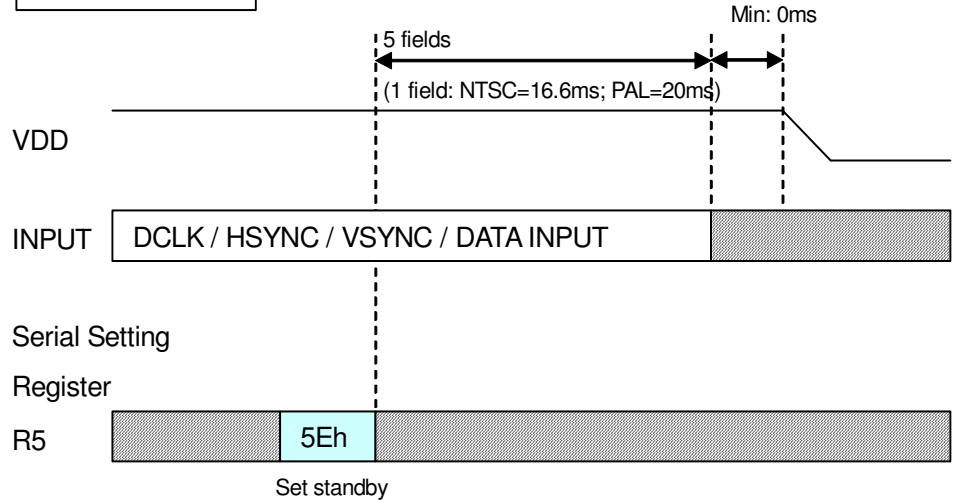 Min: 0ms
5 fields
(1 field: NTSC=16.6ms; PAL=20ms)
VDD
INPUT
DCLK / HSYNC / VSYNC / DATA INPUT
Serial Setting
Register
R5
5Eh
Set standby